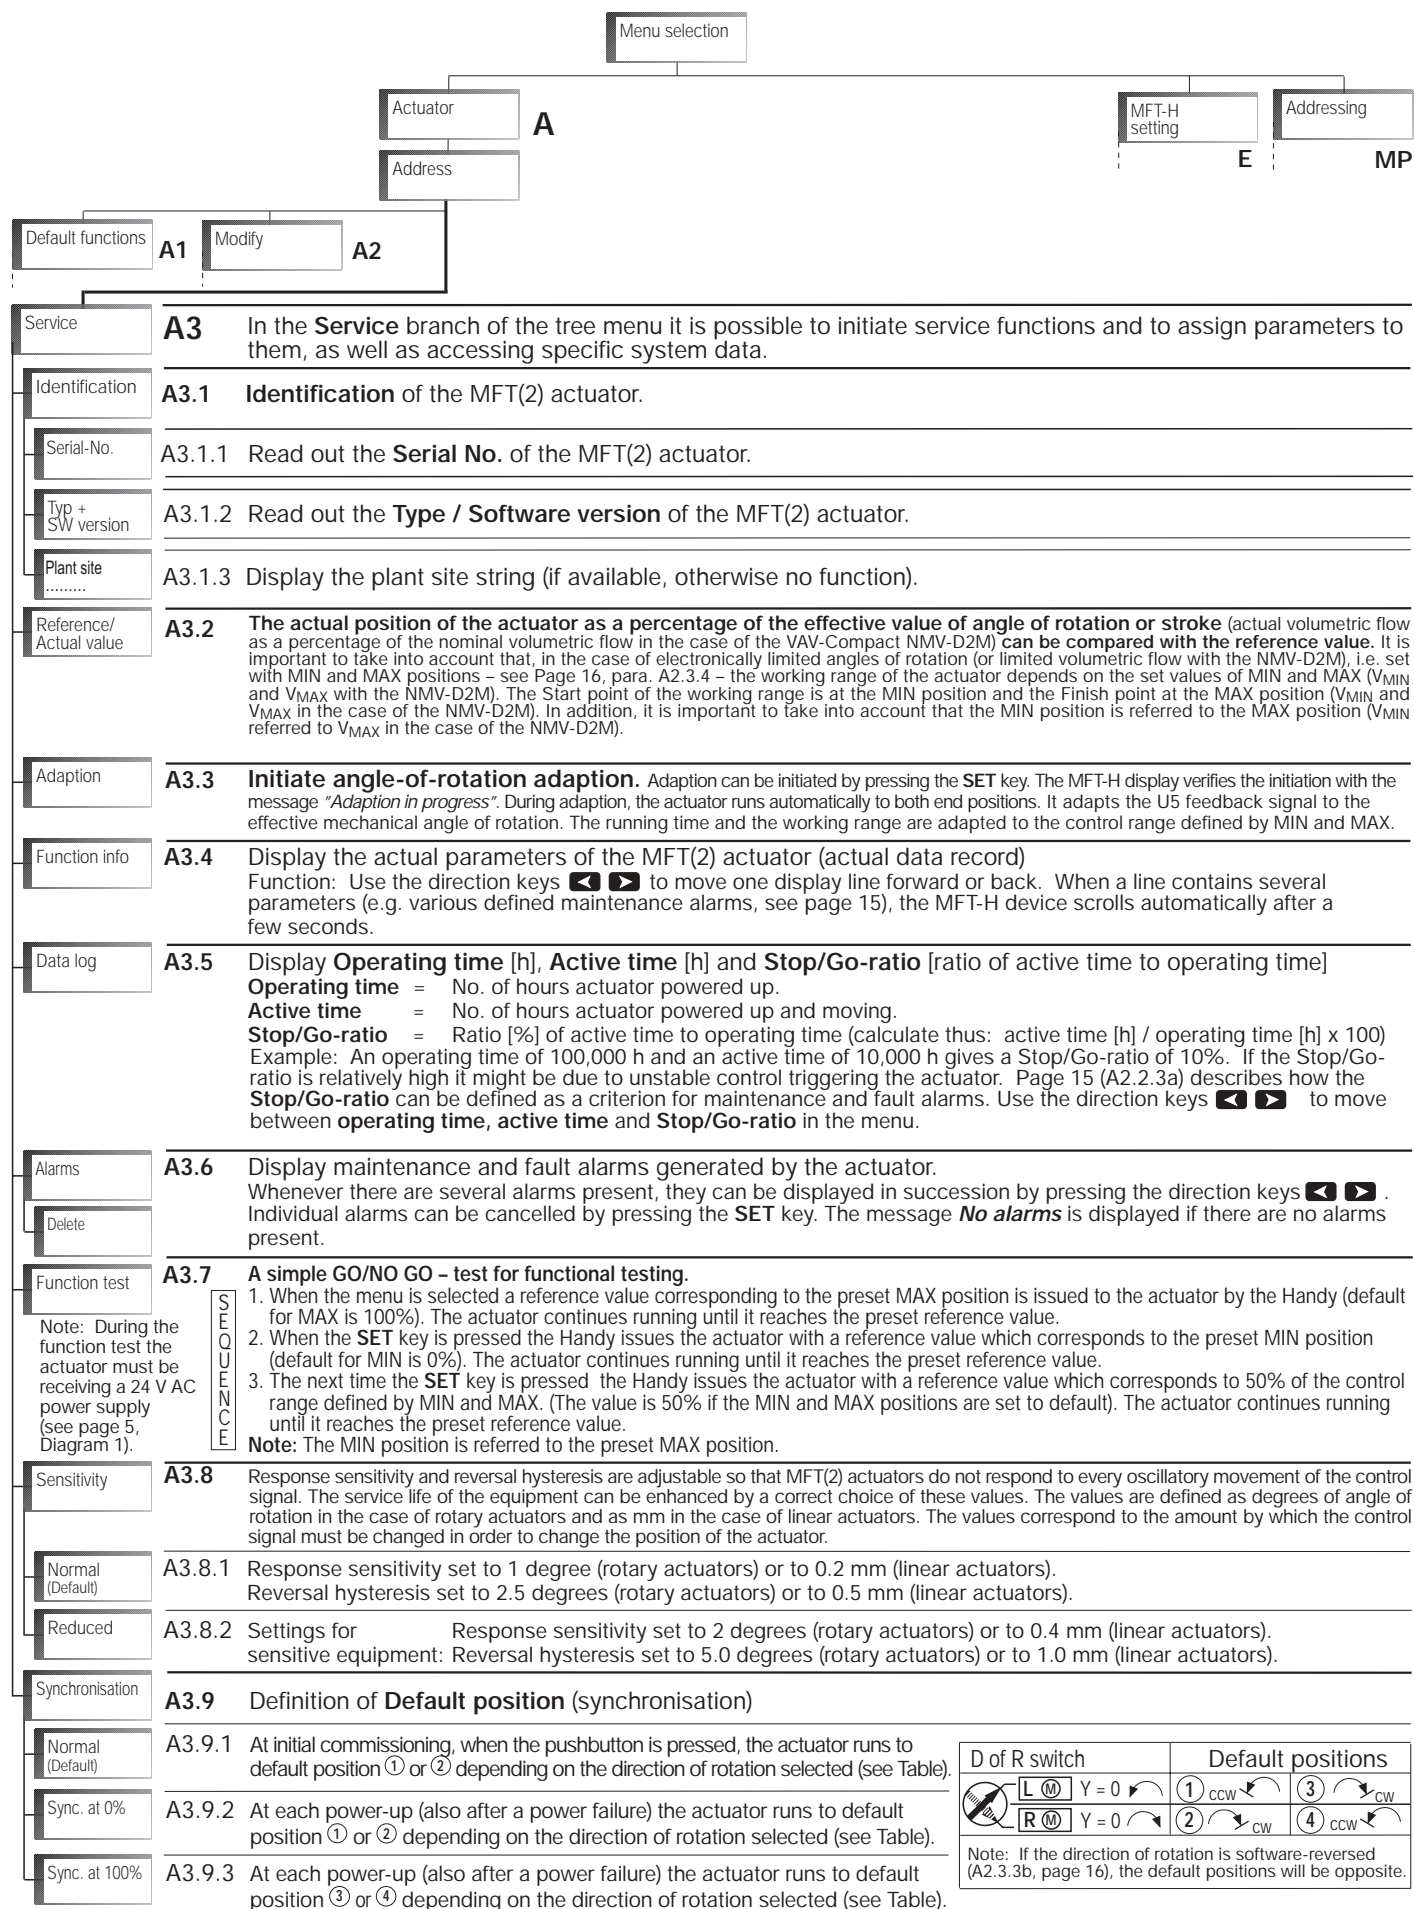 Menu selection
Actuator
A
MFT-H
setting
E
Addressing
MP
Address
Default functions
A1
Modify
A2
Service
A3 In the Service branch of the tree menu it is possible to initiate service functions and to assign parameters to
them, as well as accessing specific system data.
Identification
A3.1 Identification of the MFT(2) actuator.
Serial-No.
A3.1.1 Read out the Serial No. of the MFT(2) actuator.
Typ +
SW version
A3.1.2 Read out the Type / Software version of the MFT(2) actuator.
Plant site
.........
A3.1.3 Display the plant site string (if available, otherwise no function).
Reference/
Actual value
A3.2 The actual position of the actuator as a percentage of the effective value of angle of rotation or stroke (actual volumetric flow
as a percentage of the nominal volumetric flow in the case of the VAV-Compact NMV-D2M) can be compared with the reference value. It is
important to take into account that, in the case of electronically limited angles of rotation (or limited volumetric flow with the NMV-D2M), i.e. set
with MIN and MAX positions – see Page 16, para. A2.3.4 – the working range of the actuator depends on the set values of MIN and MAX (VMIN
and VMAX with the NMV-D2M). The Start point of the working range is at the MIN position and the Finish point at the MAX position (VMIN and
VMAX in the case of the NMV-D2M). In addition, it is important to take into account that the MIN position is referred to the MAX position (VMIN
referred to VMAX in the case of the NMV-D2M).
Adaption
A3.3 Initiate angle-of-rotation adaption. Adaption can be initiated by pressing the SET key. The MFT-H display verifies the initiation with the
message "Adaption in progress". During adaption, the actuator runs automatically to both end positions. It adapts the U5 feedback signal to the
effective mechanical angle of rotation. The running time and the working range are adapted to the control range defined by MIN and MAX.
Function info
A3.4 Display the actual parameters of the MFT(2) actuator (actual data record)
Function: Use the direction keys < > to move one display line forward or back. When a line contains several
parameters (e.g. various defined maintenance alarms, see page 15), the MFT-H device scrolls automatically after a
few seconds.
Data log
A3.5 Display Operating time [h], Active time [h] and Stop/Go-ratio [ratio of active time to operating time]
Operating time = No. of hours actuator powered up.
Active time = No. of hours actuator powered up and moving.
Stop/Go-ratio = Ratio [%] of active time to operating time (calculate thus: active time [h] / operating time [h] x 100)
Example: An operating time of 100,000 h and an active time of 10,000 h gives a Stop/Go-ratio of 10%. If the Stop/Go-
ratio is relatively high it might be due to unstable control triggering the actuator. Page 15 (A2.2.3a) describes how the
Stop/Go-ratio can be defined as a criterion for maintenance and fault alarms. Use the direction keys < > to move
between operating time, active time and Stop/Go-ratio in the menu.
Alarms
Delete
A3.6 Display maintenance and fault alarms generated by the actuator.
Whenever there are several alarms present, they can be displayed in succession by pressing the direction keys < > .
Individual alarms can be cancelled by pressing the SET key. The message No alarms is displayed if there are no alarms
present.
Function test
Note: During the
function test the
actuator must be
receiving a 24 V AC
power supply
(see page 5,
Diagram 1).
SEQUENCE
A3.7 A simple GO/NO GO – test for functional testing.
1. When the menu is selected a reference value corresponding to the preset MAX position is issued to the actuator by the Handy (default
for MAX is 100%). The actuator continues running until it reaches the preset reference value.
2. When the SET key is pressed the Handy issues the actuator with a reference value which corresponds to the preset MIN position
(default for MIN is 0%). The actuator continues running until it reaches the preset reference value.
3. The next time the SET key is pressed the Handy issues the actuator with a reference value which corresponds to 50% of the control
range defined by MIN and MAX. (The value is 50% if the MIN and MAX positions are set to default). The actuator continues running
until it reaches the preset reference value.
Note: The MIN position is referred to the preset MAX position.
Sensitivity
A3.8 Response sensitivity and reversal hysteresis are adjustable so that MFT(2) actuators do not respond to every oscillatory movement of the control
signal. The service life of the equipment can be enhanced by a correct choice of these values. The values are defined as degrees of angle of
rotation in the case of rotary actuators and as mm in the case of linear actuators. The values correspond to the amount by which the control
signal must be changed in order to change the position of the actuator.
Normal
(Default)
A3.8.1 Response sensitivity set to 1 degree (rotary actuators) or to 0.2 mm (linear actuators).
Reversal hysteresis set to 2.5 degrees (rotary actuators) or to 0.5 mm (linear actuators).
Reduced
A3.8.2 Settings for Response sensitivity set to 2 degrees (rotary actuators) or to 0.4 mm (linear actuators).
sensitive equipment: Reversal hysteresis set to 5.0 degrees (rotary actuators) or to 1.0 mm (linear actuators).
Synchronisation
A3.9 Definition of Default position (synchronisation)
Normal
(Default)
A3.9.1 At initial commissioning, when the pushbutton is pressed, the actuator runs to
default position ① or ② depending on the direction of rotation selected (see Table).
Sync. at 0%
A3.9.2 At each power-up (also after a power failure) the actuator runs to default
position ① or ② depending on the direction of rotation selected (see Table).
Sync. at 100%
A3.9.3 At each power-up (also after a power failure) the actuator runs to default
position ③ or ④ depending on the direction of rotation selected (see Table).
D of R switch Default positions
L Ⓜ Y = 0 ① CCW ③ CW
R Ⓜ Y = 0 ② CW ④ CCW
Note: If the direction of rotation is software-reversed
(A2.3.3b, page 16), the default positions will be opposite.